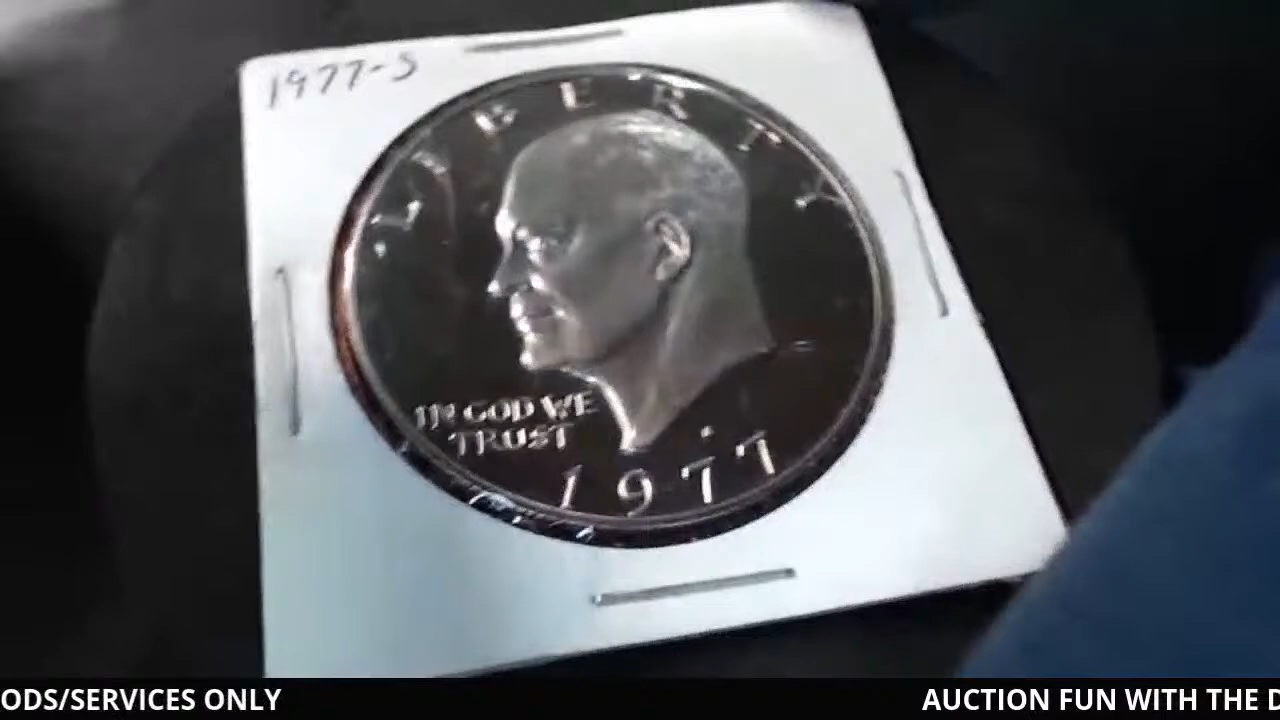 1977-S
LIBERTY
IN GOD WE
TRUST
1977
ODS/SERVICES ONLY
AUCTION FUN WITH THE D